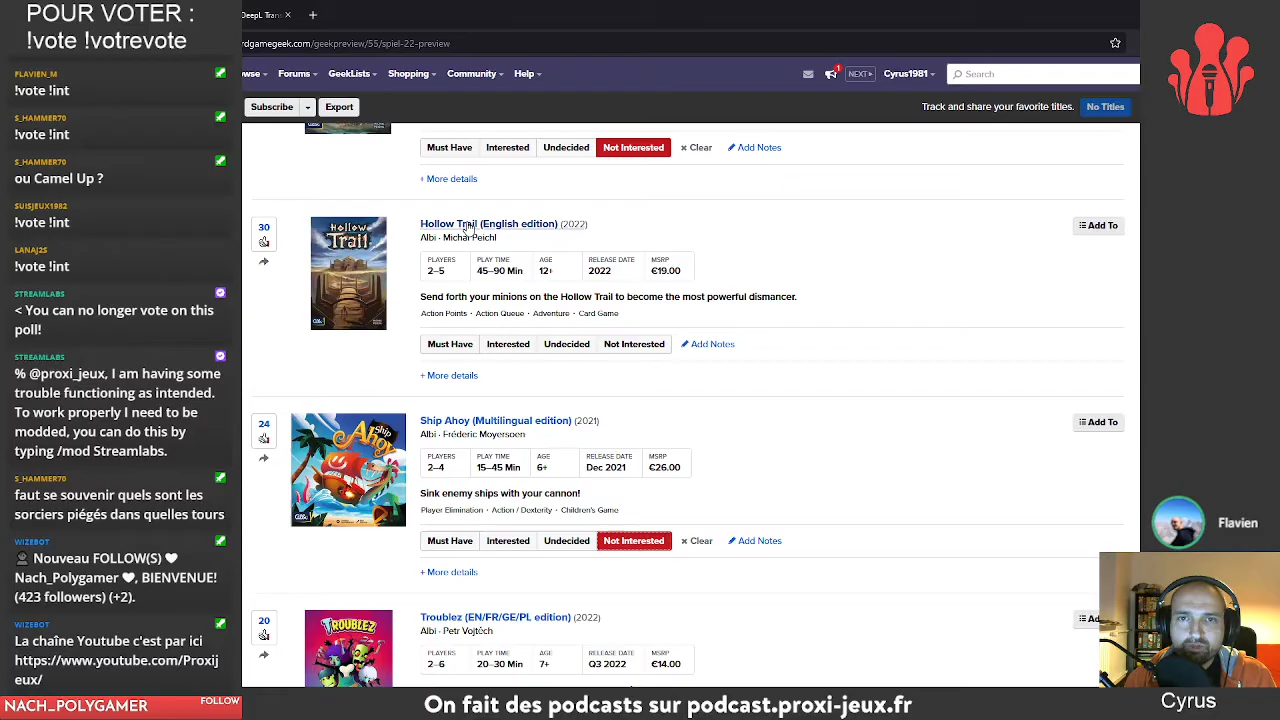 POUR VOTER :
!vote !votrevote
FLAVIEN_M
!vote !int
S_HAMMER70
!vote !int
S_HAMMER70
ou Camel Up ?
SUISJEUX1982
!vote !int
LANAJ2S
!vote !int
STREAMLABS
< You can no longer vote on this
poll!
STREAMLABS
% @proxi_jeux, I am having some
trouble functioning as intended.
To work properly I need to be
modded, you can do this by
typing /mod Streamlabs.
S_HAMMER70
faut se souvenir quels sont les
sorciers piégés dans quelles tours
WIZEBOT
Nouveau FOLLOW(S)
Nach_Polygamer, BIENVENUE!
(423 followers) (+2).
WIZEBOT
La chaîne Youtube c'est par ici
https://www.youtube.com/Proxij
eux/
NACH_POLYGAMER FOLLOW
DeepL Trans × +
rdgamegeek.com/geekpreview/55/spiel-22-preview
wse Forums GeekLists Shopping Community Help 1 NEXT Cyrus1981 Search
Subscribe Export Track and share your favorite titles. No Titles
Must Have Interested Undecided Not Interested × Clear Add Notes
+ More details
30 Hollow Trail (English edition) (2022) Add To
Albi · Michal Peichl
PLAYERS PLAY TIME AGE RELEASE DATE MSRP
2–5 45–90 Min 12+ 2022 €19.00
Send forth your minions on the Hollow Trail to become the most powerful dismancer.
Action Points · Action Queue · Adventure · Card Game
Hollow
Trail
Must Have Interested Undecided Not Interested Add Notes
+ More details
24 Ship Ahoy (Multilingual edition) (2021) Add To
Albi · Fréderic Moyersoen
PLAYERS PLAY TIME AGE RELEASE DATE MSRP
2–4 15–45 Min 6+ Dec 2021 €26.00
Sink enemy ships with your cannon!
Player Elimination · Action / Dexterity · Children's Game
Ship
Ahoy
Must Have Interested Undecided Not Interested × Clear Add Notes
+ More details
20 Troublez (EN/FR/GE/PL edition) (2022) Ad
Albi · Petr Vojtěch
PLAYERS PLAY TIME AGE RELEASE DATE MSRP
2–8 20–30 Min 7+ Q3 2022 €14.00
TROUBLEZ
Flavien
On fait des podcasts sur podcast.proxi-jeux.fr
Cyrus